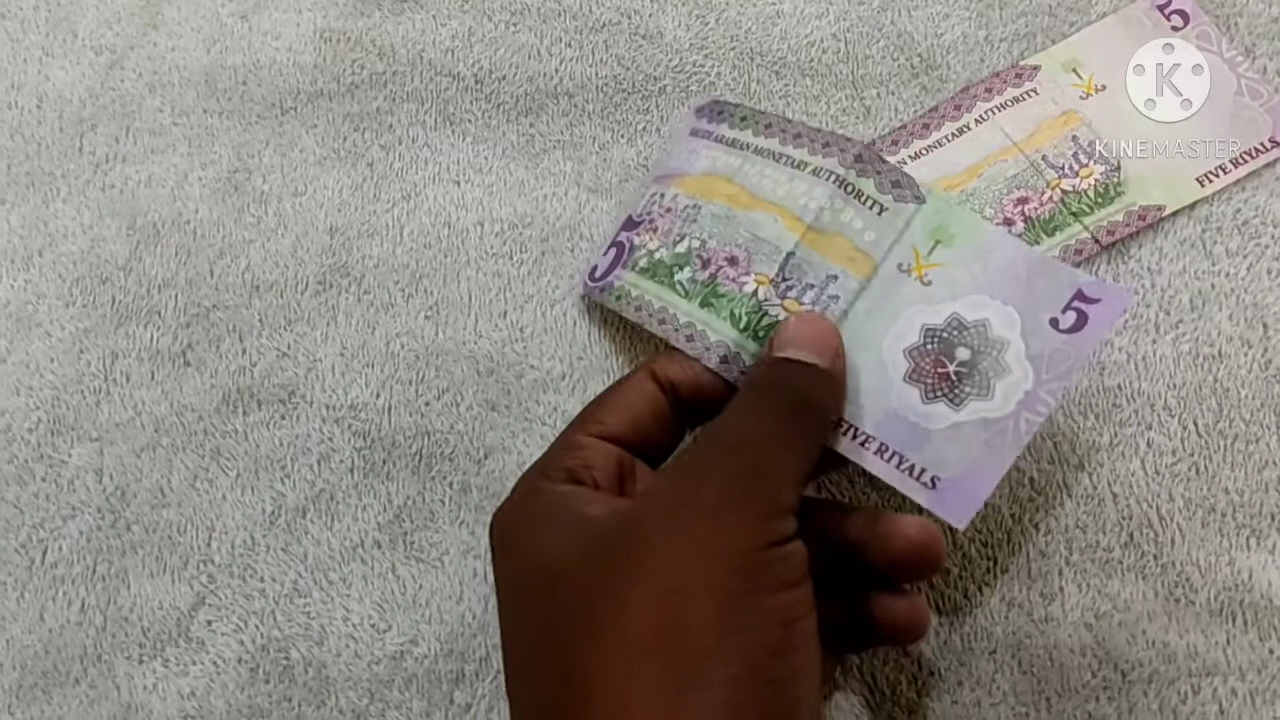 5
K
KINEMASTER
N MONETARY AUTHORITY
FIVE RIYALS
SAUDI ARABIAN MONETARY AUTHORITY
5
5
FIVE RIYALS